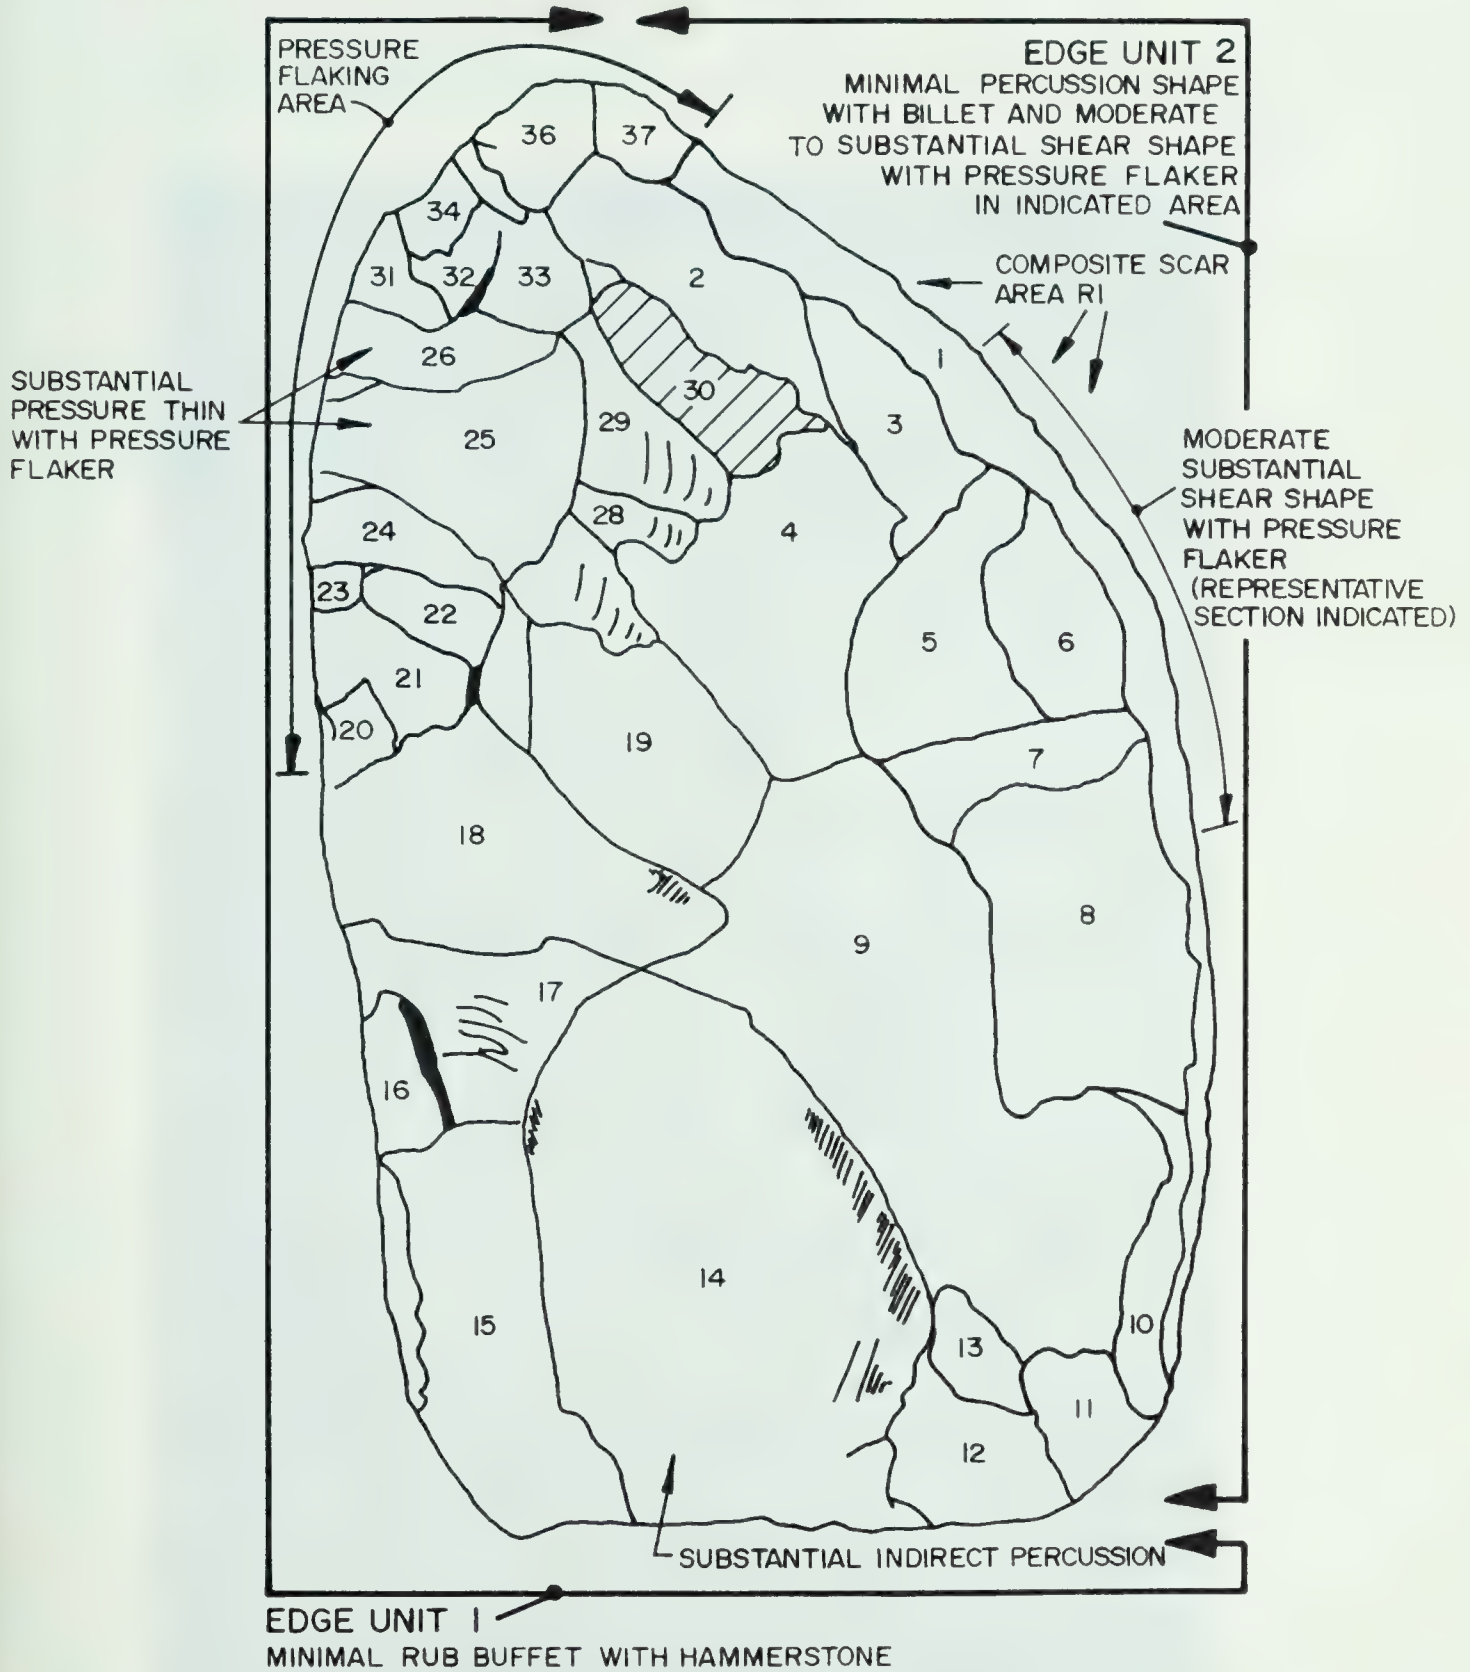 PRESSURE
FLAKING
AREA
EDGE UNIT 2
MINIMAL PERCUSSION SHAPE
WITH BILLET AND MODERATE
TO SUBSTANTIAL SHEAR SHAPE
WITH PRESSURE FLAKER
IN INDICATED AREA
COMPOSITE SCAR
AREA R1
SUBSTANTIAL
PRESSURE THIN
WITH PRESSURE
FLAKER
MODERATE
SUBSTANTIAL
SHEAR SHAPE
WITH PRESSURE
FLAKER
(REPRESENTATIVE
SECTION INDICATED)
36
37
34
31
32
33
2
26
1
30
3
29
25
28
4
24
23
22
5
6
21
20
19
7
18
8
9
17
16
14
15
10
13
11
12
SUBSTANTIAL INDIRECT PERCUSSION
EDGE UNIT 1
MINIMAL RUB BUFFET WITH HAMMERSTONE